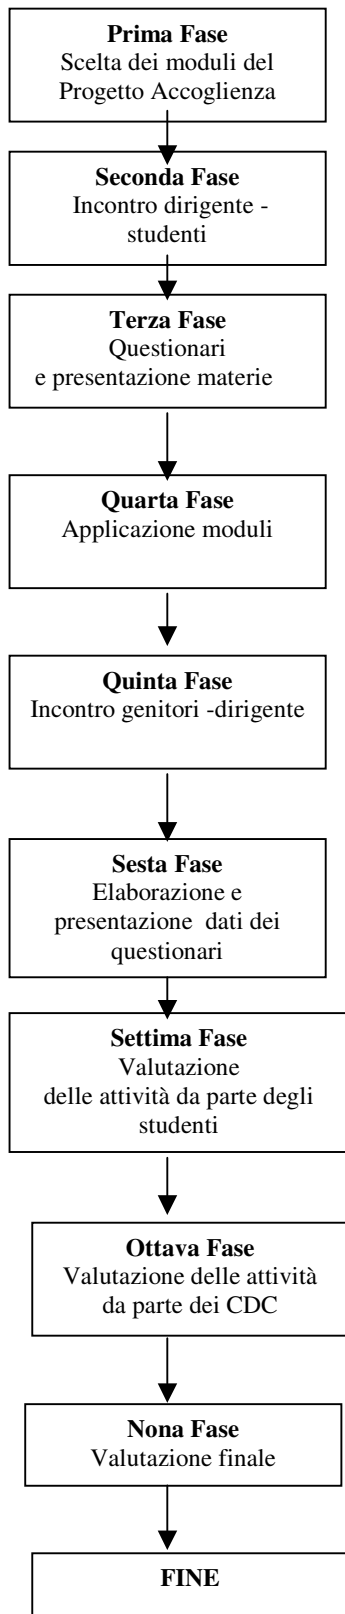 Prima Fase
Scelta dei moduli del
Progetto Accoglienza
Seconda Fase
Incontro dirigente -
studenti
Terza Fase
Questionari
e presentazione materie
Quarta Fase
Applicazione moduli
Quinta Fase
Incontro genitori -dirigente
Sesta Fase
Elaborazione e
presentazione dati dei
questionari
Settima Fase
Valutazione
delle attività da parte degli
studenti
Ottava Fase
Valutazione delle attività
da parte dei CDC
Nona Fase
Valutazione finale
FINE